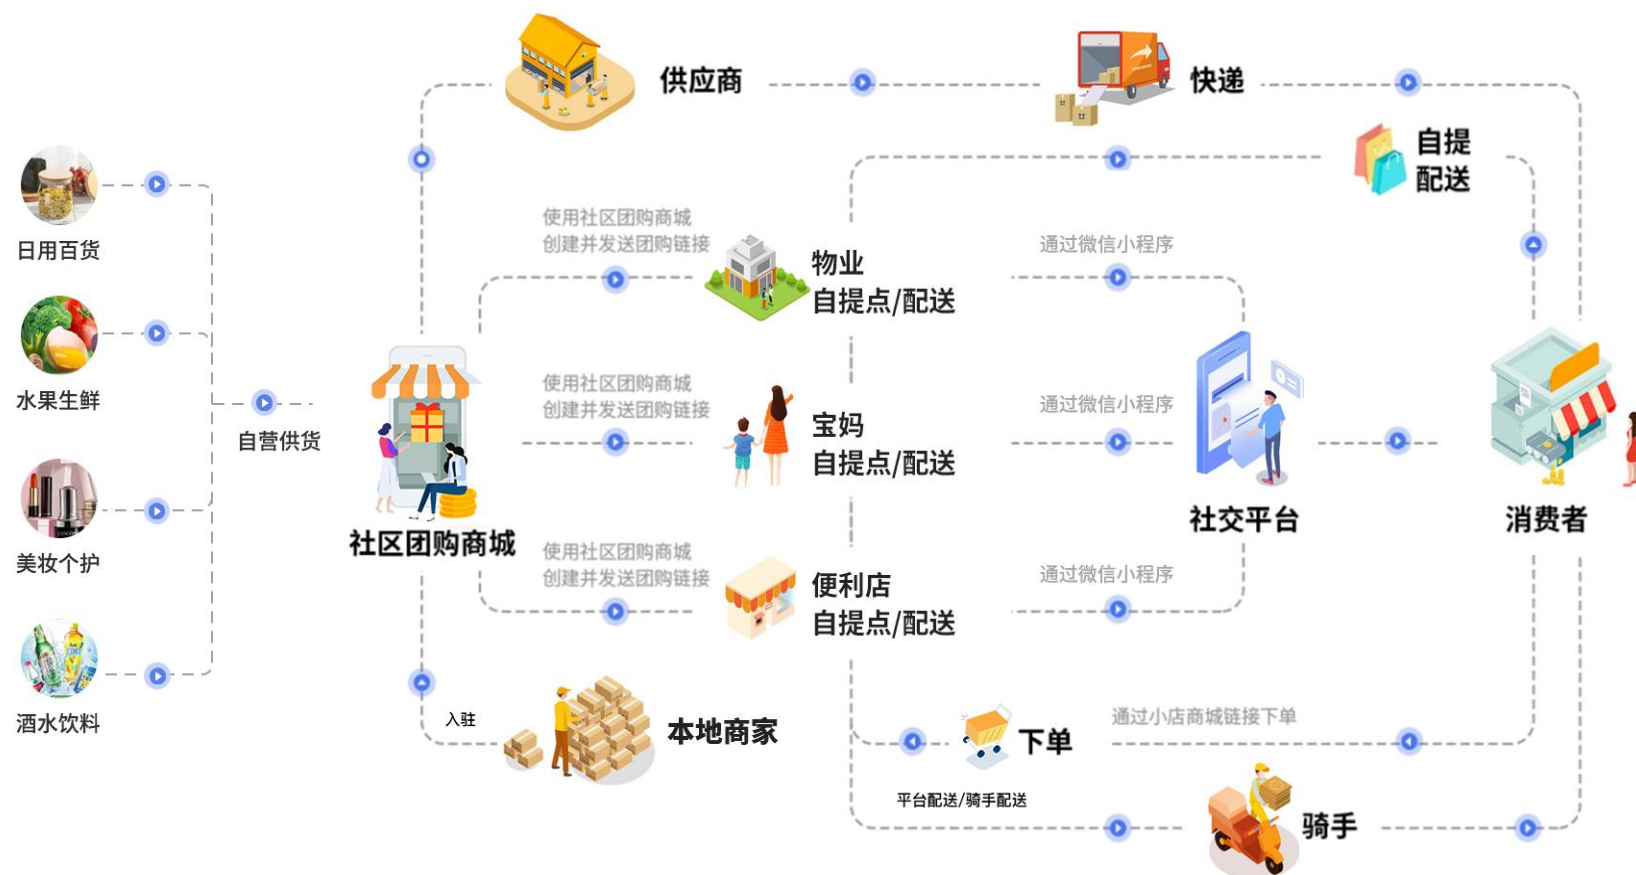 供应商
快递
自提
配送
日用百货
水果生鲜
美妆个护
酒水饮料
自营供货
社区团购商城
使用社区团购商城
创建并发送团购链接
物业
自提点/配送
通过微信小程序
使用社区团购商城
创建并发送团购链接
宝妈
自提点/配送
通过微信小程序
使用社区团购商城
创建并发送团购链接
便利店
自提点/配送
通过微信小程序
社交平台
消费者
入驻
本地商家
下单
通过小店商城链接下单
平台配送/骑手配送
骑手